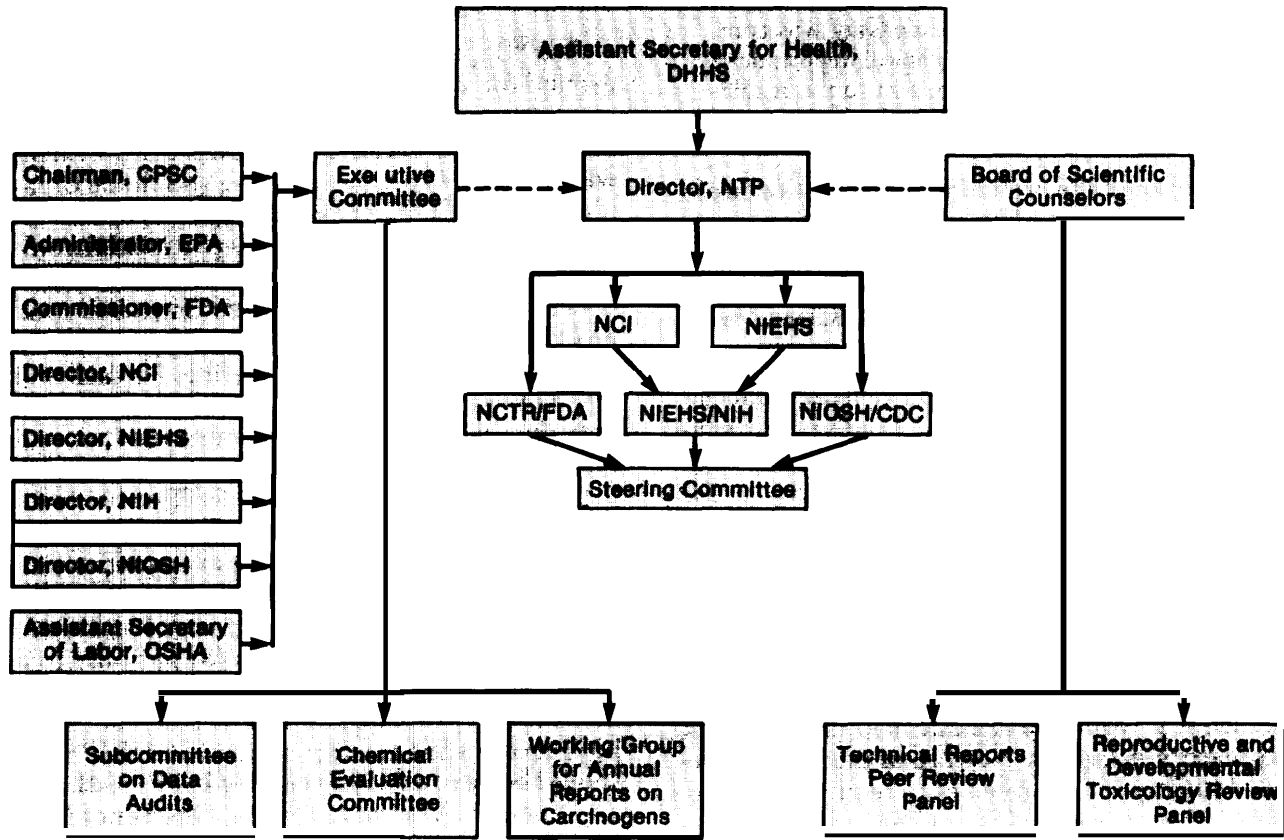 Assistant Secretary for Health,
DHHS
Chairman, CPSC
Executive
Committee
Director, NTP
Board of Scientific
Counselors
Administrator, EPA
Commissioner, FDA
NCI
NIEHS
Director, NCI
NCTR/FDA
NIEHS/NIH
NIOSH/CDC
Director, NIEHS
Steering Committee
Director, NIH
Director, NIOSH
Assistant Secretary
of Labor, OSHA
Subcommittee
on Data
Audits
Chemical
Evaluation
Committee
Working Group
for Annual
Reports on
Carcinogens
Technical Reports
Peer Review
Panel
Reproductive and
Developmental
Toxicology Review
Panel